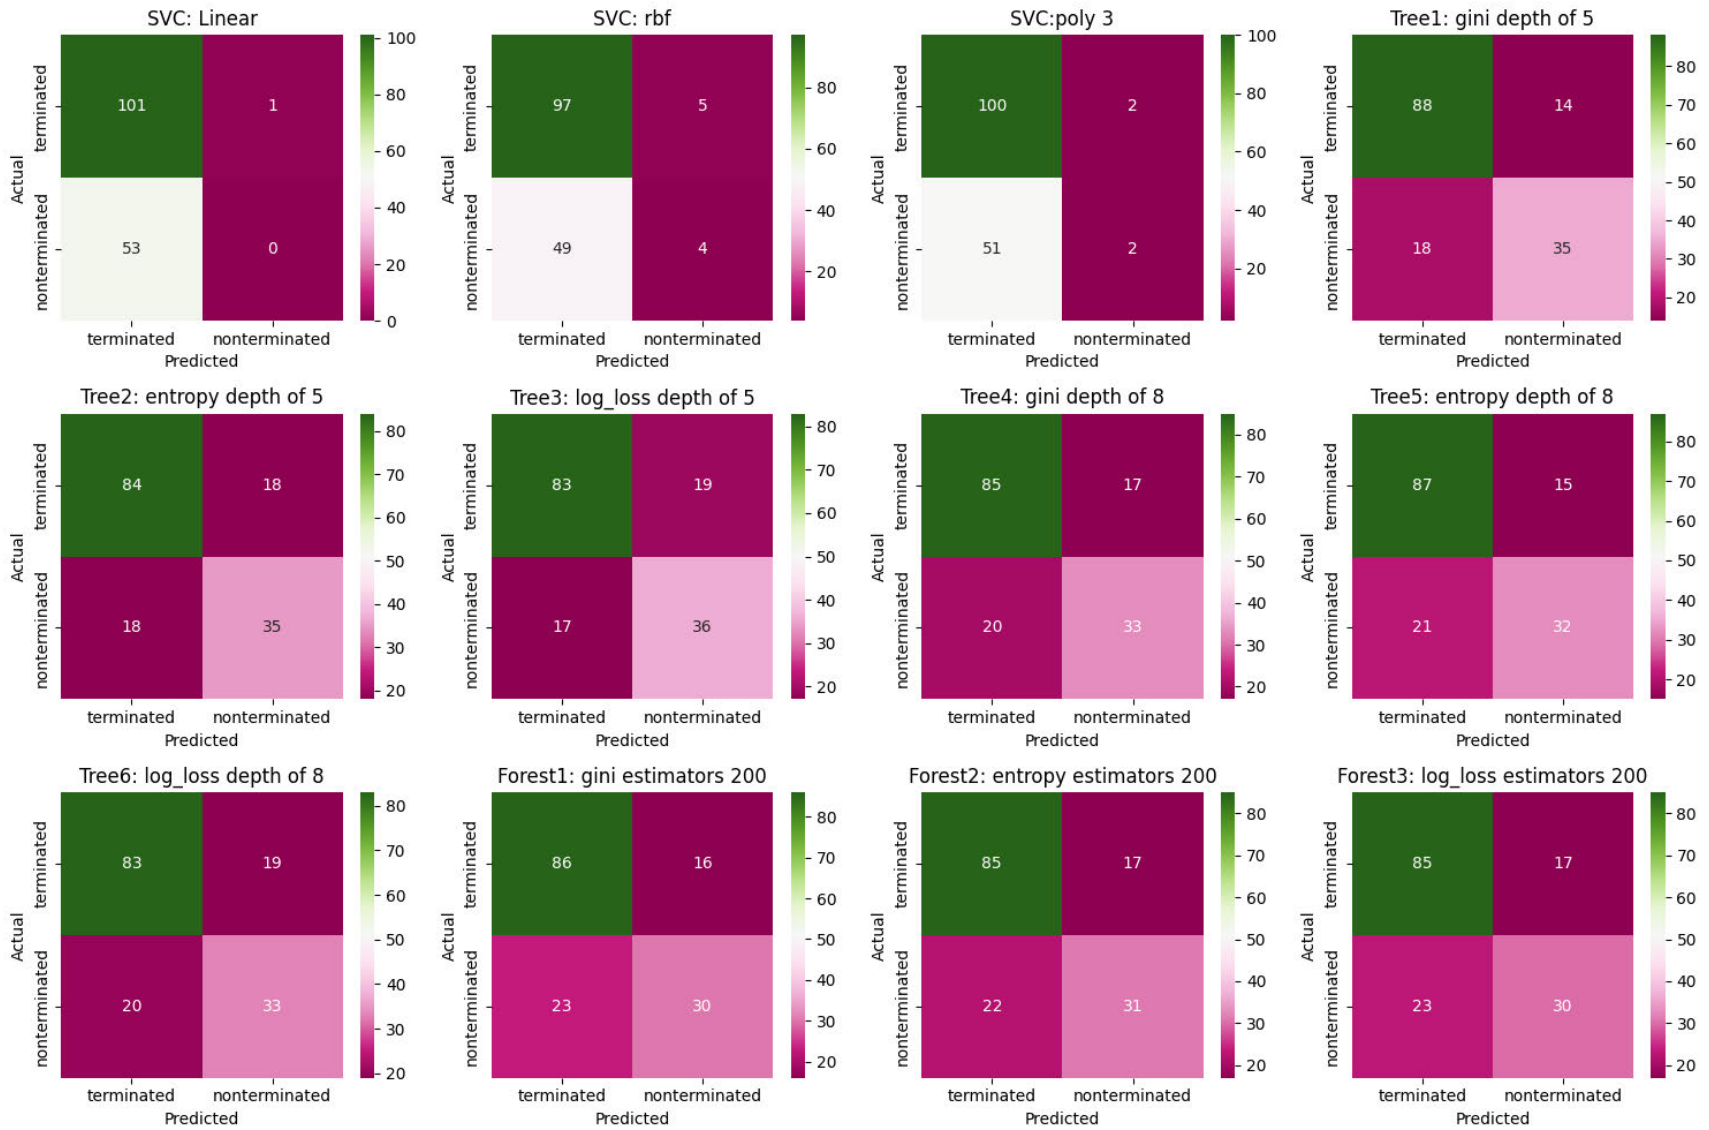 SVC: Linear
terminated
nonterminated
Actual
101
1
53
0
terminated
nonterminated
Predicted
100
80
60
40
20
0
SVC: rbf
terminated
nonterminated
Actual
97
5
49
4
terminated
nonterminated
Predicted
80
60
40
20
SVC:poly 3
terminated
nonterminated
Actual
100
2
51
2
terminated
nonterminated
Predicted
100
80
60
40
20
Tree1: gini depth of 5
terminated
nonterminated
Actual
88
14
18
35
terminated
nonterminated
Predicted
80
70
60
50
40
30
20
Tree2: entropy depth of 5
terminated
nonterminated
Actual
84
18
18
35
terminated
nonterminated
Predicted
80
70
60
50
40
30
20
Tree3: log_loss depth of 5
terminated
nonterminated
Actual
83
19
17
36
terminated
nonterminated
Predicted
80
70
60
50
40
30
20
Tree4: gini depth of 8
terminated
nonterminated
Actual
85
17
20
33
terminated
nonterminated
Predicted
80
70
60
50
40
30
20
Tree5: entropy depth of 8
terminated
nonterminated
Actual
87
15
21
32
terminated
nonterminated
Predicted
80
70
60
50
40
30
20
Tree6: log_loss depth of 8
terminated
nonterminated
Actual
83
19
20
33
terminated
nonterminated
Predicted
80
70
60
50
40
30
20
Forest1: gini estimators 200
terminated
nonterminated
Actual
86
16
23
30
terminated
nonterminated
Predicted
80
70
60
50
40
30
20
Forest2: entropy estimators 200
terminated
nonterminated
Actual
85
17
22
31
terminated
nonterminated
Predicted
80
70
60
50
40
30
20
Forest3: log_loss estimators 200
terminated
nonterminated
Actual
85
17
23
30
terminated
nonterminated
Predicted
80
70
60
50
40
30
20